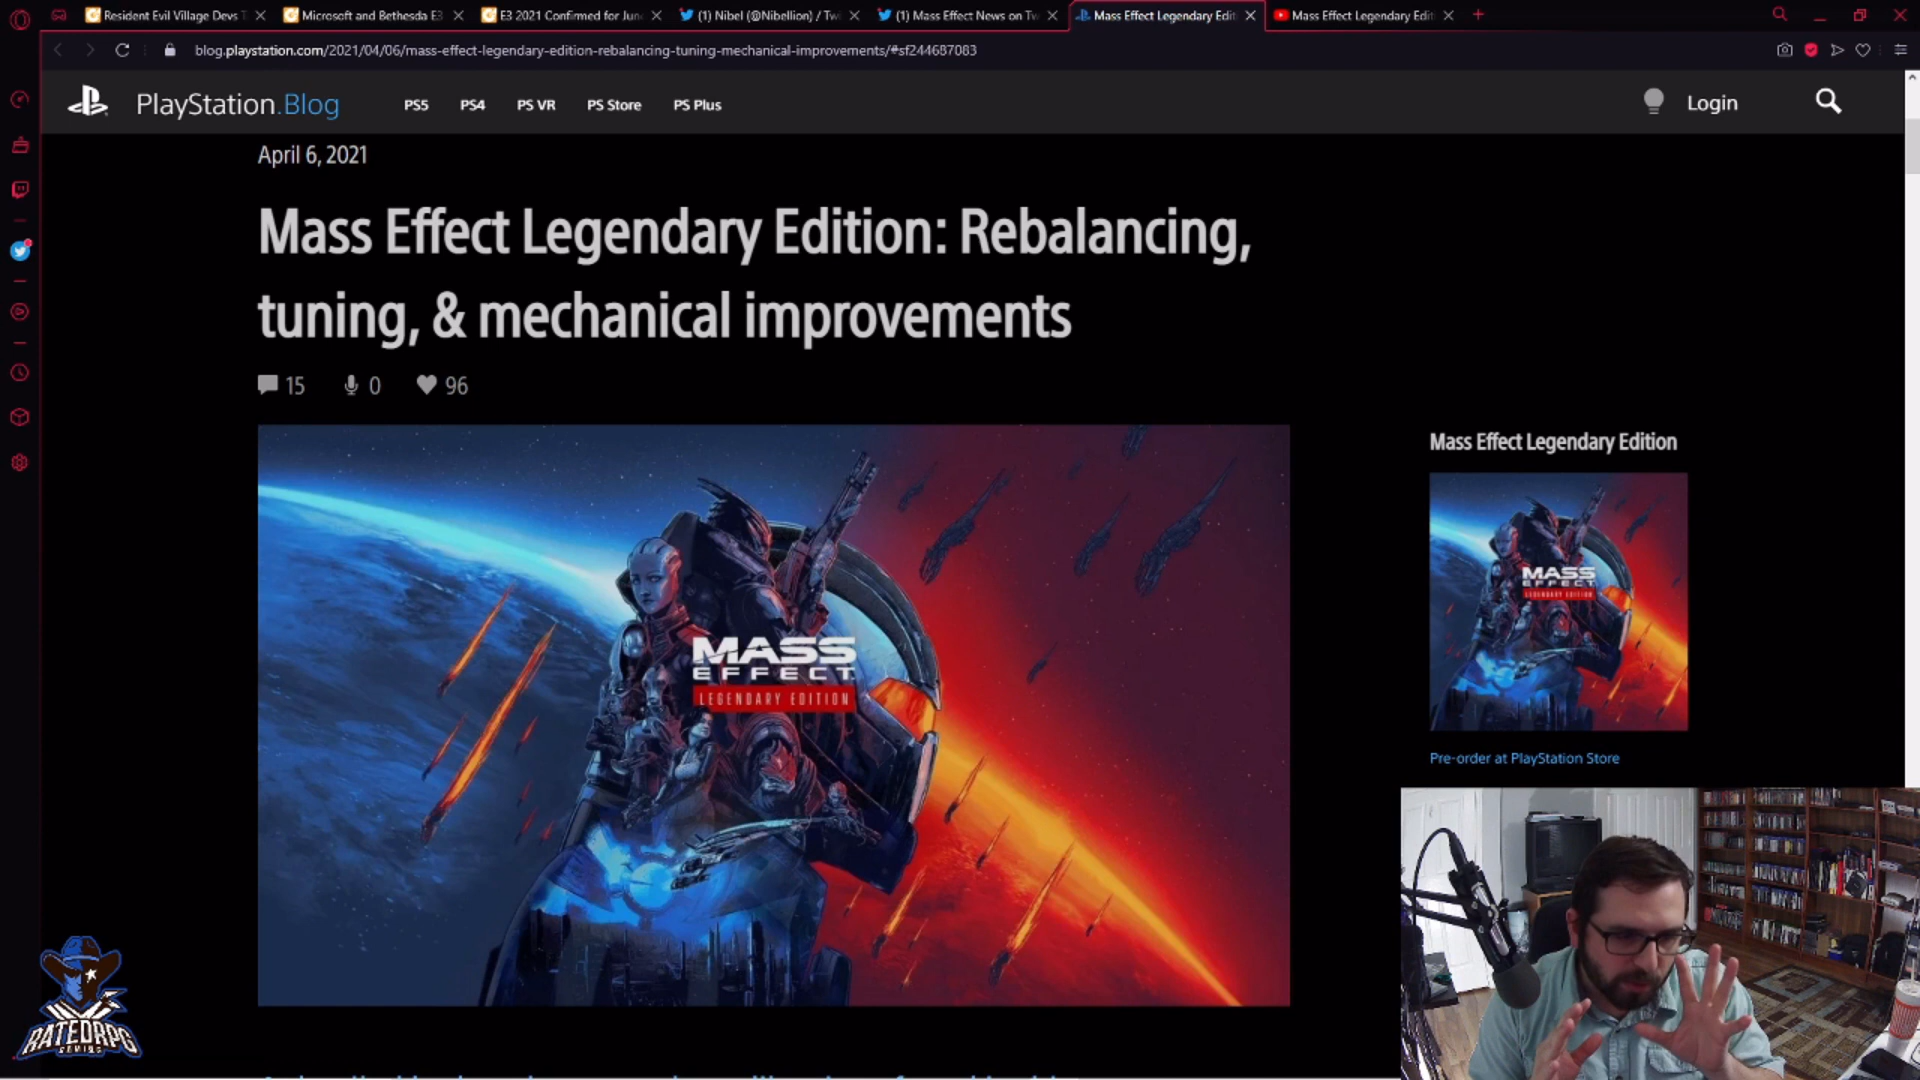 Resident Evil Village Devs T
Microsoft and Bethesda E3
E3 2021 Confirmed for Jun
(1) Nibel (@Nibellion) / Tw
(1) Mass Effect News on Tw
Mass Effect Legendary Edit
Mass Effect Legendary Edit
blog.playstation.com/2021/04/06/mass-effect-legendary-edition-rebalancing-tuning-mechanical-improvements/#sf244687083
PlayStation.Blog
PS5
PS4
PS VR
PS Store
PS Plus
Login
April 6, 2021
Mass Effect Legendary Edition: Rebalancing,
tuning, & mechanical improvements
15
0
96
MASS
EFFECT
LEGENDARY EDITION
Mass Effect Legendary Edition
MASS
EFFECT
LEGENDARY EDITION
Pre-order at PlayStation Store
RATEDRPG